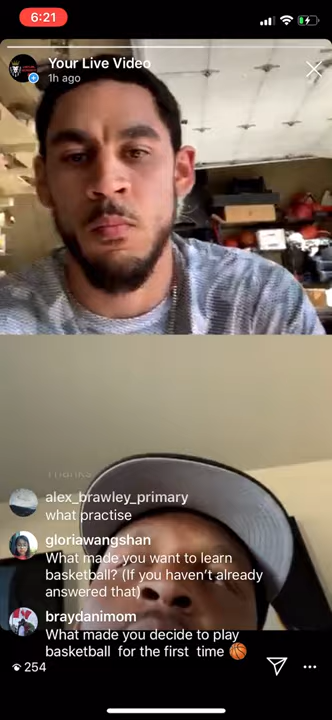 6:21
Your Live Video
1h ago
Thanks
alex_brawley_primary
what practise
gloriawangshan
What made you want to learn
basketball? (If you haven't already
answered that)
braydanimom
What made you decide to play
basketball for the first time 🏀
254